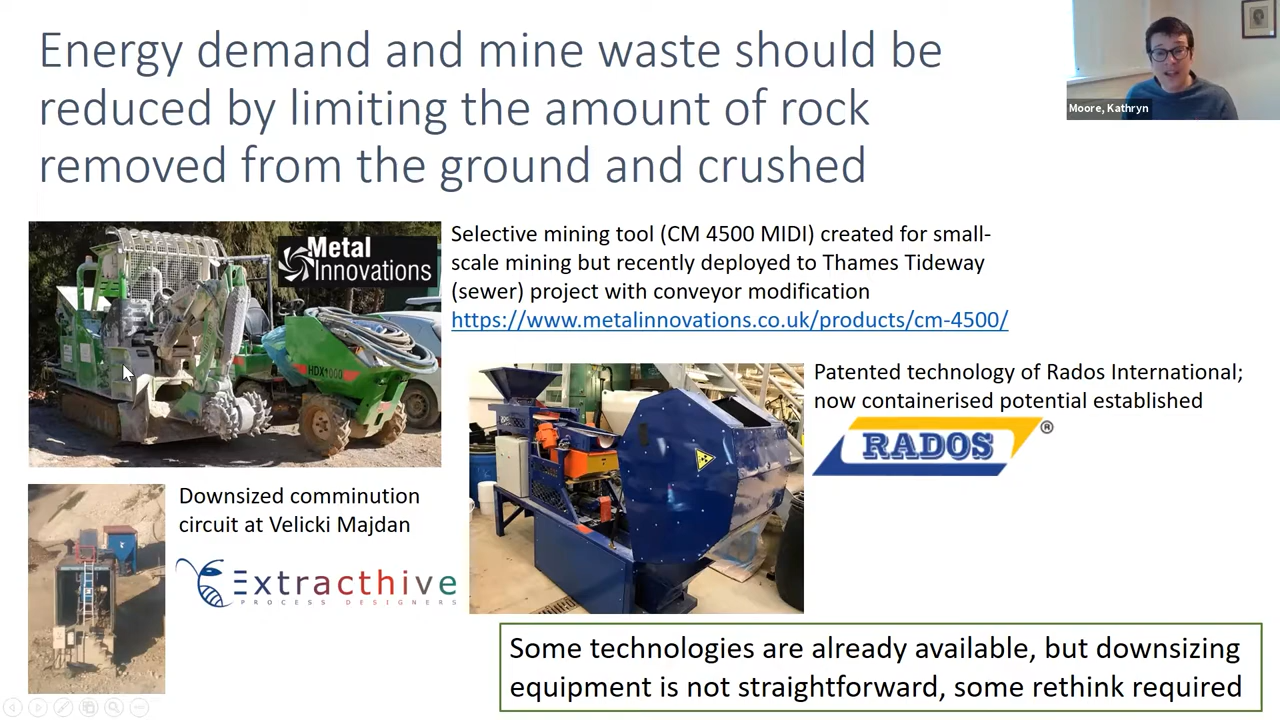 Energy demand and mine waste should be
reduced by limiting the amount of rock
removed from the ground and crushed
Moore, Kathryn
Metal
Innovations
HDX1000
Selective mining tool (CM 4500 MIDI) created for small-
scale mining but recently deployed to Thames Tideway
(sewer) project with conveyor modification
https://www.metalinnovations.co.uk/products/cm-4500/
Patented technology of Rados International;
now containerised potential established
RADOS®
Downsized comminution
circuit at Velicki Majdan
Extracthive
PROCESS DESIGNERS
Some technologies are already available, but downsizing
equipment is not straightforward, some rethink required